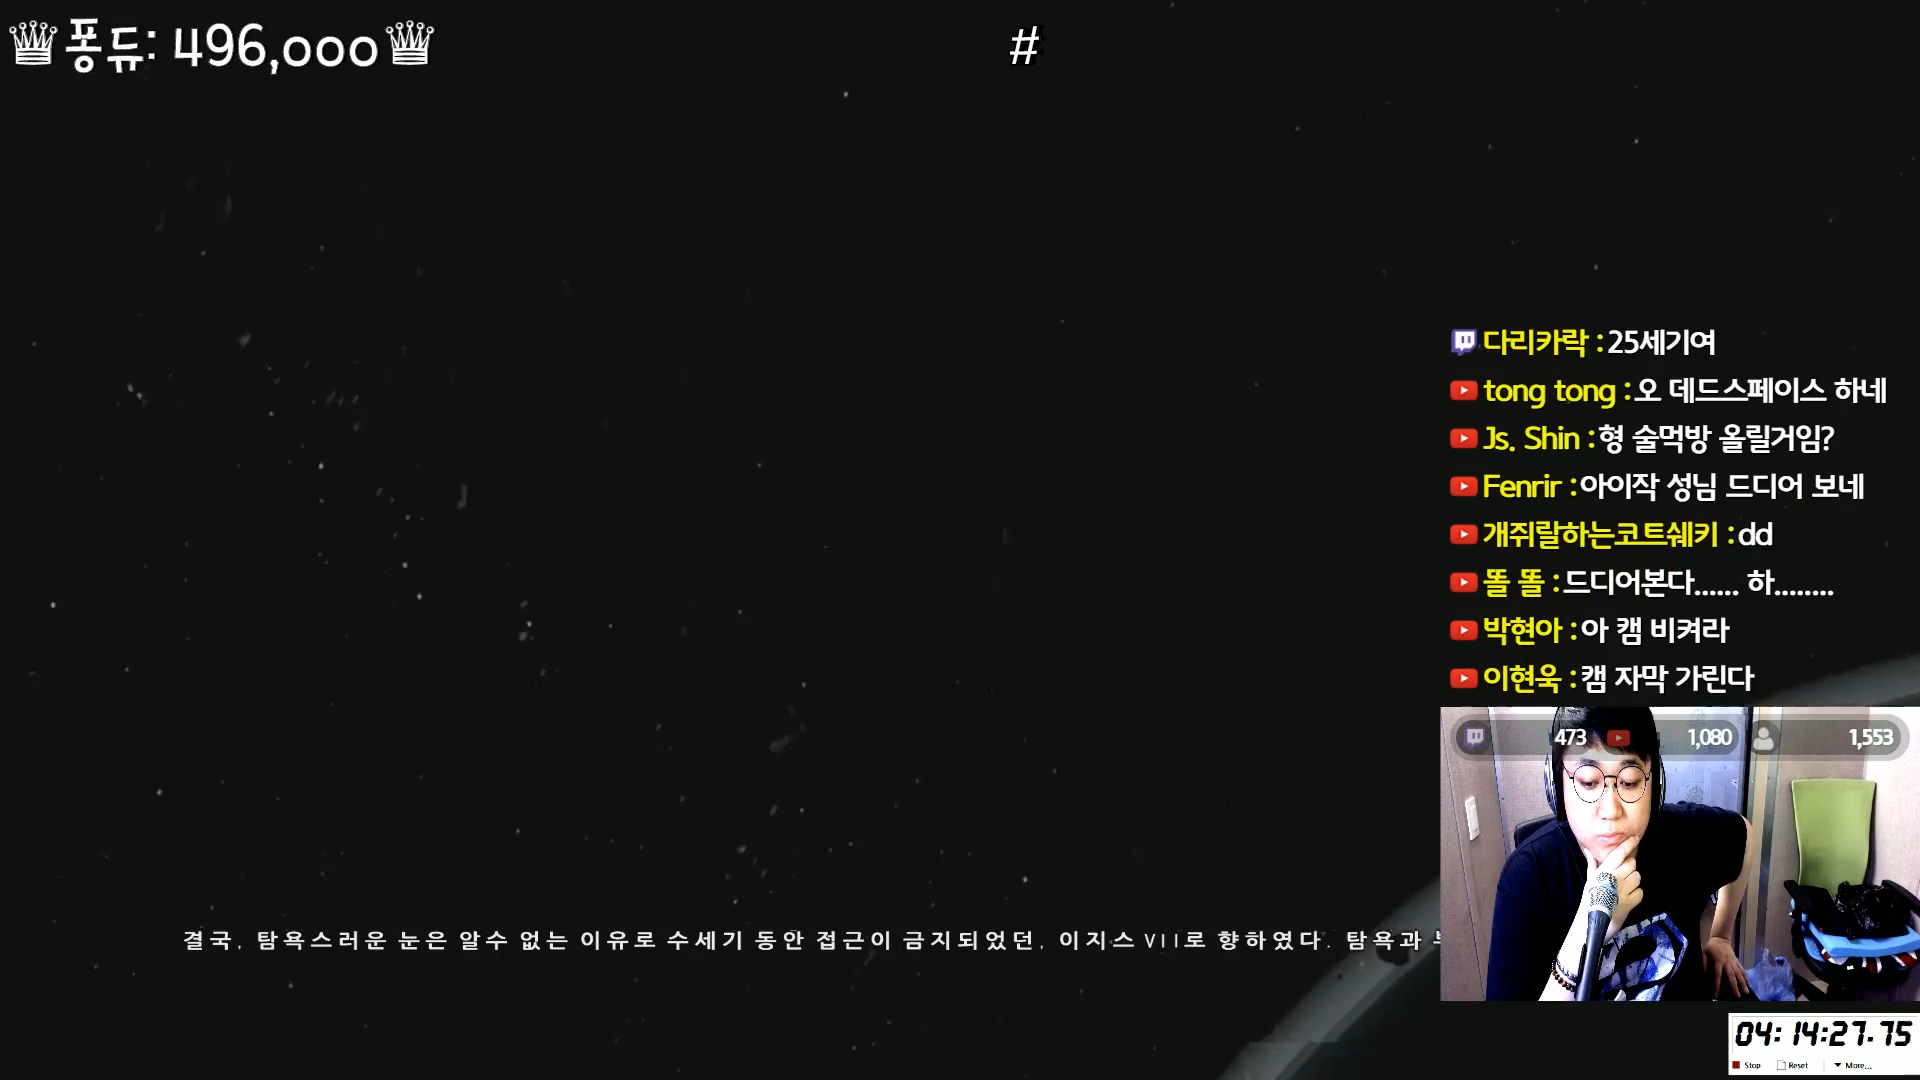 퐁듀: 496,000
#
다리카락 : 25세기여
tong tong : 오 데드스페이스 하네
Js. Shin : 형 술먹방 올릴거임?
Fenrir : 아이작 성님 드디어 보네
개쥐랄하는코트쉐키 : dd
똘 똘 : 드디어본다...... 하........
박현아 : 아 캠 비켜라
이현욱 : 캠 자막 가린다
473 1,080 1,553
결국, 탐욕스러운 눈은 알수 없는 이유로 수세기 동안 접근이 금지되었던, 이지스 VII로 향하였다. 탐욕과
04:14:27.75
Stop Reset More...